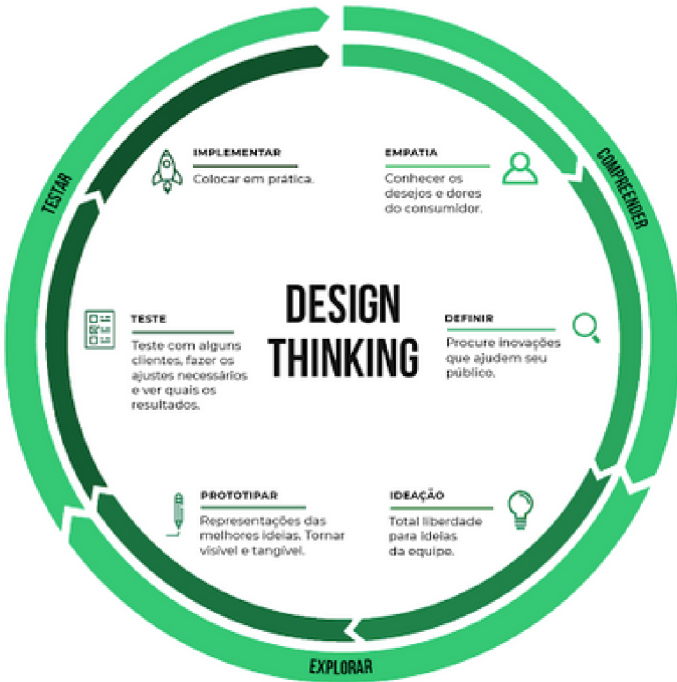 DESIGN
THINKING
COMPREENDER
EMPATIA
Conhecer os
desejos e dores
do consumidor.
DEFINIR
Procure inovações
que ajudem seu
público.
EXPLORAR
IDEAÇÃO
Total liberdade
para ideias
da equipe.
PROTOTIPAR
Representações das
melhores ideias. Tornar
visível e tangível.
TESTAR
TESTE
Teste com alguns
clientes, fazer os
ajustes necessários
e ver quais os
resultados.
IMPLEMENTAR
Colocar em prática.